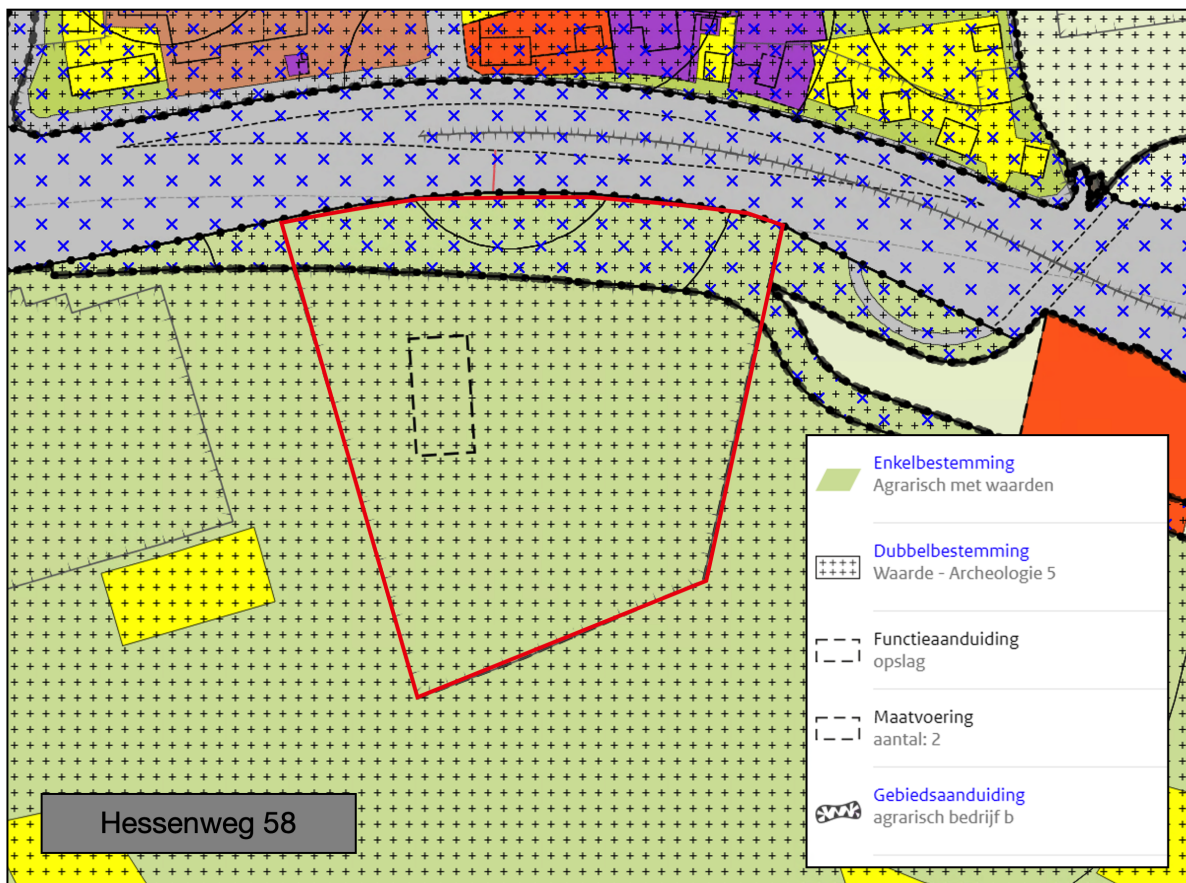 Enkelbestemming
Agrarisch met waarden
Dubbelbestemming
Waarde - Archeologie 5
Functieaanduiding
opslag
Maatvoering
aantal: 2
Gebiedsaanduiding
agrarisch bedrijf b
Hessenweg 58